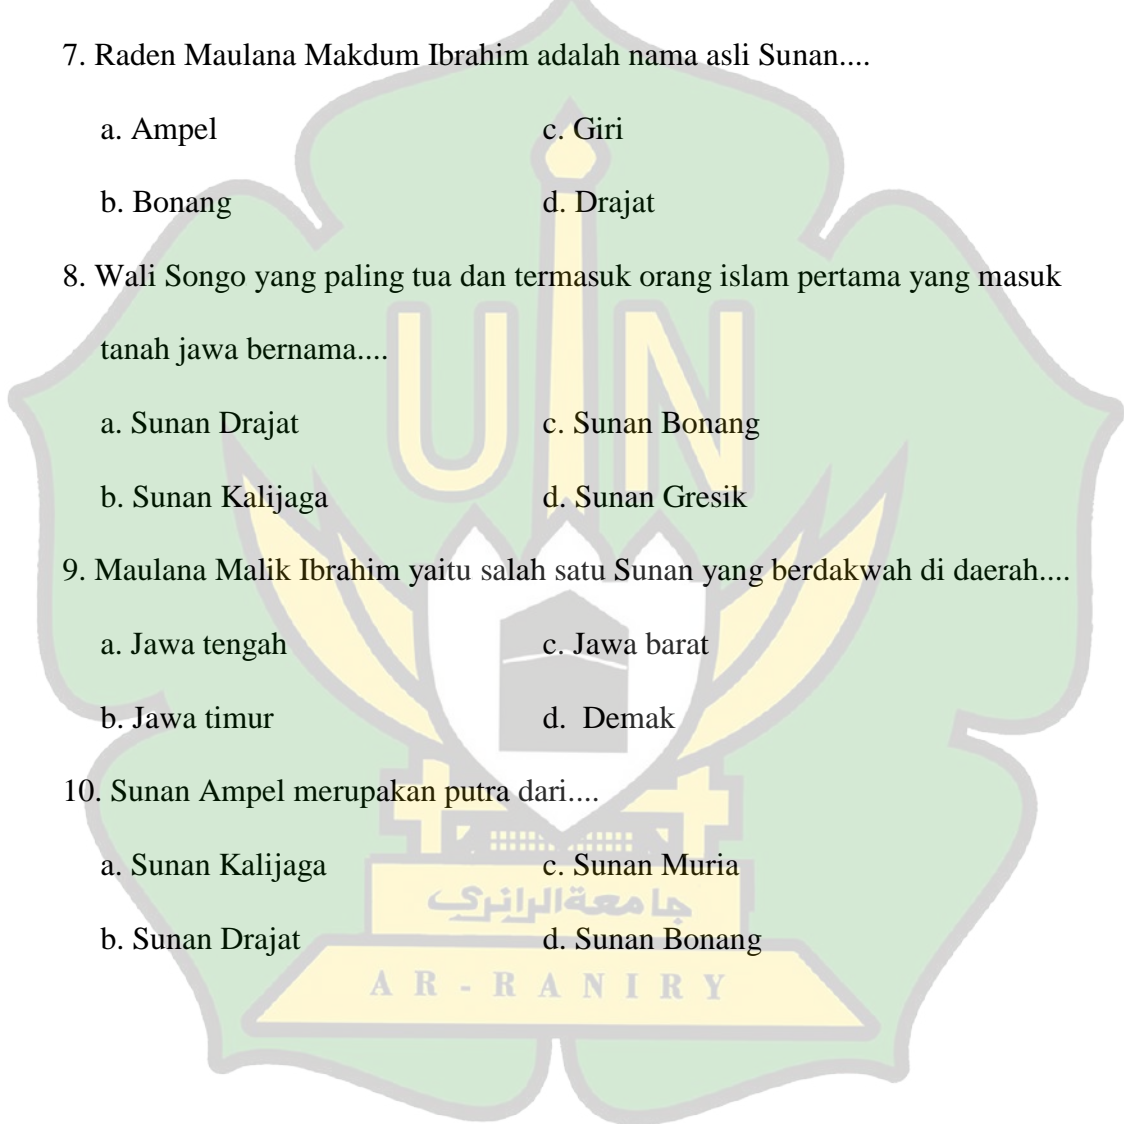 7. Raden Maulana Makdum Ibrahim adalah nama asli Sunan....
a. Ampel c. Giri
b. Bonang d. Drajat
8. Wali Songo yang paling tua dan termasuk orang islam pertama yang masuk
tanah jawa bernama....
a. Sunan Drajat c. Sunan Bonang
b. Sunan Kalijaga d. Sunan Gresik
9. Maulana Malik Ibrahim yaitu salah satu Sunan yang berdakwah di daerah....
a. Jawa tengah c. Jawa barat
b. Jawa timur d. Demak
10. Sunan Ampel merupakan putra dari....
a. Sunan Kalijaga c. Sunan Muria
b. Sunan Drajat d. Sunan Bonang
UIN
جامعة الرانري
AR-RANIRY